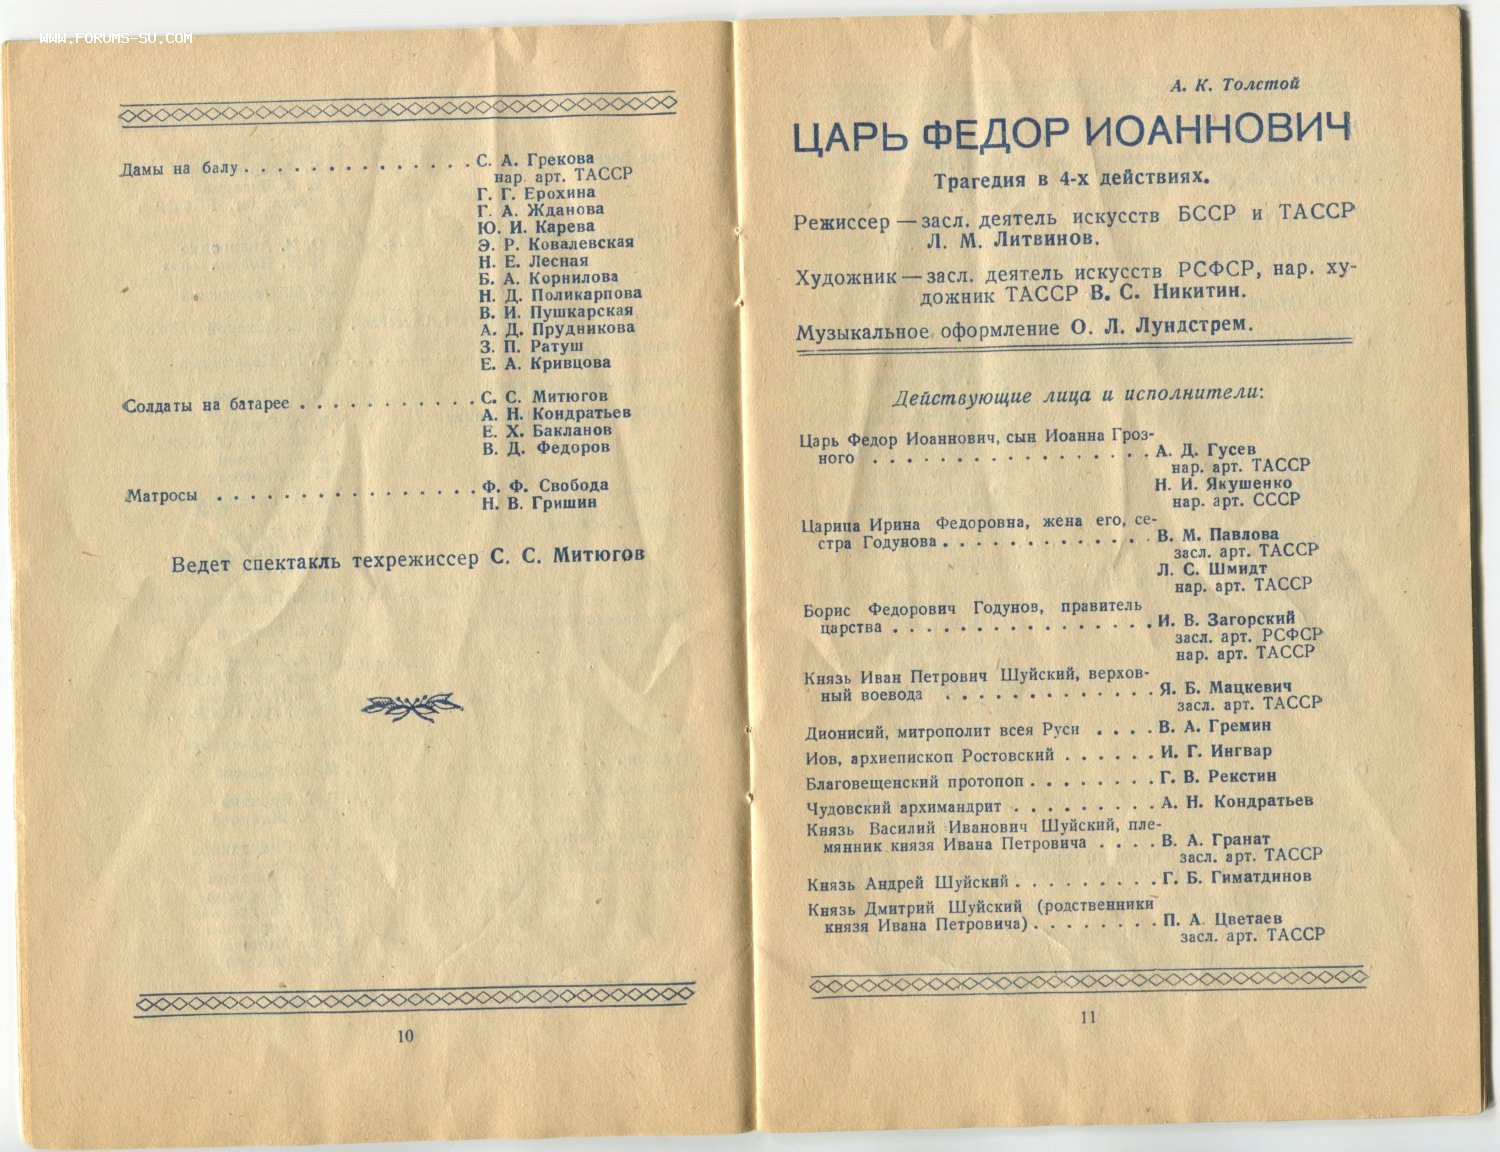 WWW.FORUMS-SU.COM
Дамы на балу . . . . . . . . . . . . . . С. А. Грекова
нар. арт. ТАССР
Г. Г. Ерохина
Г. А. Жданова
Ю. И. Карева
Э. Р. Ковалевская
Н. Е. Лесная
Б. А. Корнилова
Н. Д. Поликарпова
В. И. Пушкарская
А. Д. Прудникова
З. П. Ратуш
Е. А. Кривцова
Солдаты на батарее . . . . . . . . . . . С. С. Митюгов
А. Н. Кондратьев
Е. Х. Бакланов
В. Д. Федоров
Матросы . . . . . . . . . . . . . . . . Ф. Ф. Свобода
Н. В. Гришин
Ведет спектакль техрежиссер С. С. Митюгов
10
А. К. Толстой
ЦАРЬ ФЕДОР ИОАННОВИЧ
Трагедия в 4-х действиях.
Режиссер — засл. деятель искусств БССР и ТАССР
Л. М. Литвинов.
Художник — засл. деятель искусств РСФСР, нар. ху-
дожник ТАССР В. С. Никитин.
Музыкальное оформление О. Л. Лундстрем.
Действующие лица и исполнители:
Царь Федор Иоаннович, сын Иоанна Гроз-
ного . . . . . . . . . . . . . . . . . А. Д. Гусев
нар. арт. ТАССР
Н. И. Якушенко
нар. арт. СССР
Царица Ирина Федоровна, жена его, се-
стра Годунова . . . . . . . . . . . . . В. М. Павлова
засл. арт. ТАССР
Л. С. Шмидт
нар. арт. ТАССР
Борис Федорович Годунов, правитель
царства . . . . . . . . . . . . . . . . И. В. Загорский
засл. арт. РСФСР
нар. арт. ТАССР
Князь Иван Петрович Шуйский, верхов-
ный воевода . . . . . . . . . . . . . Я. Б. Мацкевич
засл. арт. ТАССР
Дионисий, митрополит всея Руси . . . . В. А. Гремин
Иов, архиепископ Ростовский . . . . . . И. Г. Ингвар
Благовещенский протопоп . . . . . . . . Г. В. Рекстин
Чудовский архимандрит . . . . . . . . . А. Н. Кондратьев
Князь Василий Иванович Шуйский, пле-
мянник князя Ивана Петровича . . . . В. А. Гранат
засл. арт. ТАССР
Князь Андрей Шуйский . . . . . . . . . Г. Б. Гиматдинов
Князь Дмитрий Шуйский (родственники
князя Ивана Петровича) . . . . . . . . П. А. Цветаев
засл. арт. ТАССР
11